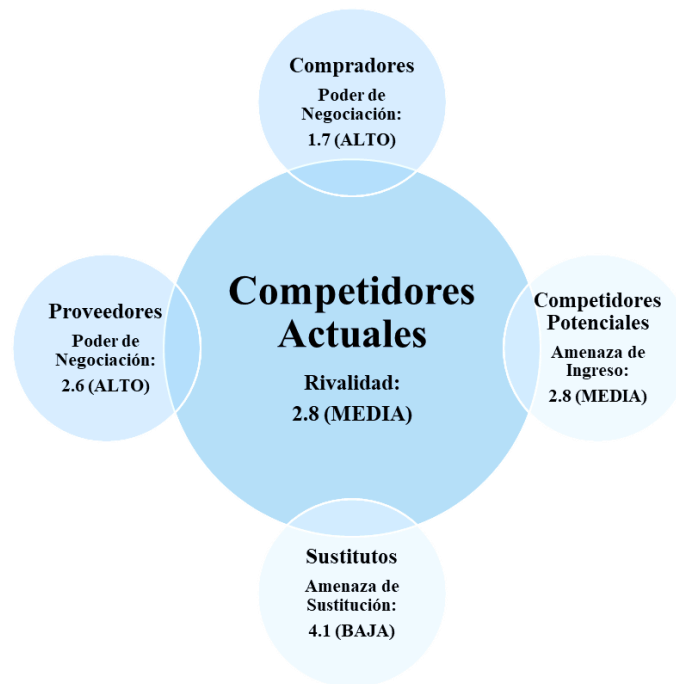 Compradores
Poder de
Negociación:
1.7 (ALTO)
Proveedores
Poder de
Negociación:
2.6 (ALTO)
Competidores
Actuales
Rivalidad:
2.8 (MEDIA)
Competidores
Potenciales
Amenaza de
Ingreso:
2.8 (MEDIA)
Sustitutos
Amenaza de
Sustitución:
4.1 (BAJA)